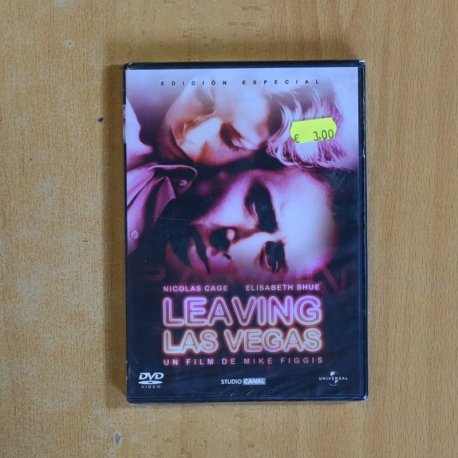 EDICIÓN ESPECIAL
€ 3,00
NICOLAS CAGE ELISABETH SHUE
LEAVING
LAS VEGAS
UN FILM DE MIKE FIGGIS
DVD
VIDEO
STUDIO CANAL
UNIVERSAL